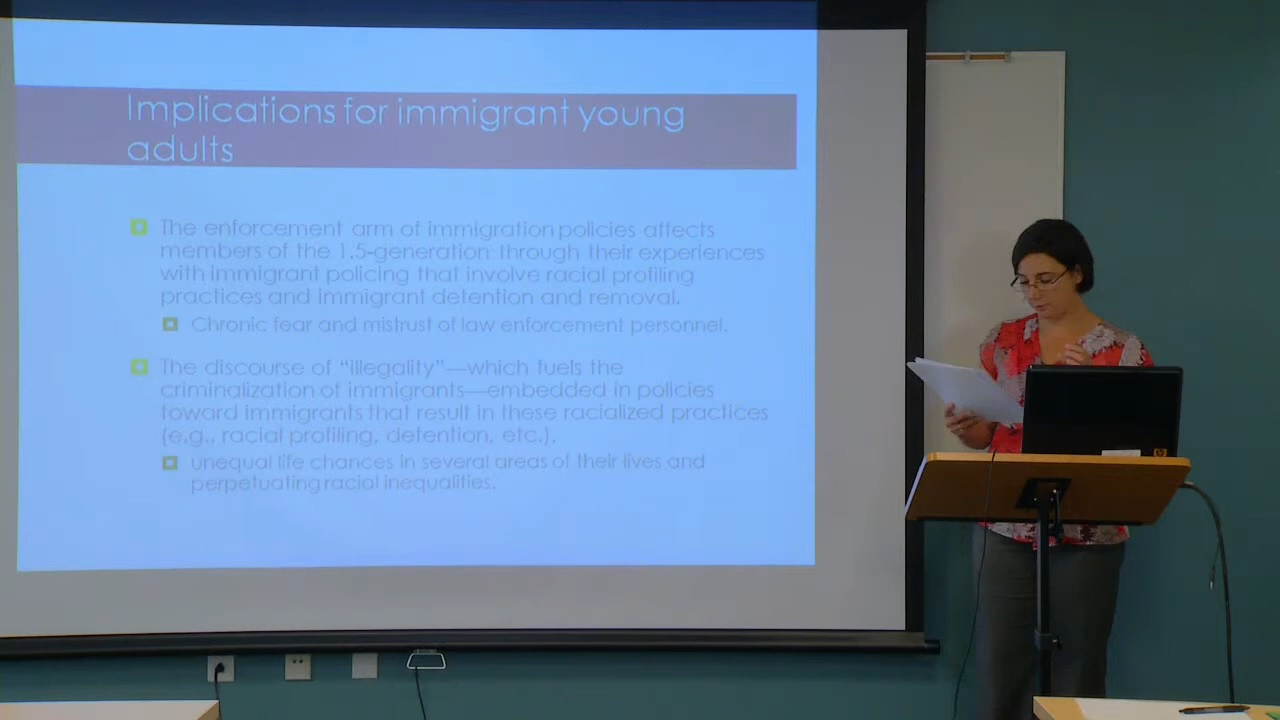 Implications for immigrant young
adults
The enforcement arm of immigration policies affects
members of the 1.5-generation through their experiences
with immigrant policing that involve racial profiling
practices and immigrant detention and removal.
Chronic fear and mistrust of law enforcement personnel.
The discourse of “illegality”—which fuels the
criminalization of immigrants—embedded in policies
toward immigrants that result in these racialized practices
(e.g., racial profiling, detention, etc.).
unequal life chances in several areas of their lives and
perpetuating racial inequalities.
hp